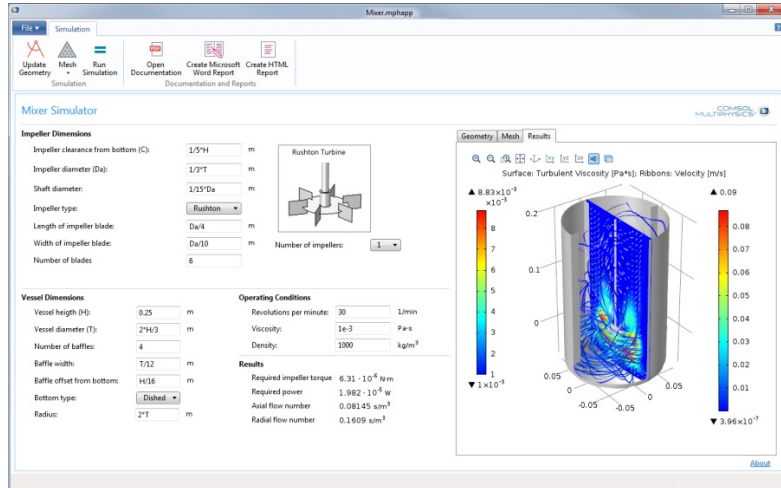 Mixer.mphapp
File ▾ Simulation
Update Geometry
Mesh
Run Simulation
Open Documentation
Create Microsoft Word Report
Create HTML Report
Simulation
Documentation and Reports
Mixer Simulator
COMSOL
MULTIPHYSICS
Impeller Dimensions
Impeller clearance from bottom (C): 1/5*H m
Impeller diameter (Da): 1/3*T m
Shaft diameter: 1/15*Da m
Impeller type: Rushton
Length of impeller blade: Da/4 m
Width of impeller blade: Da/10 m
Number of blades 6
Rushton Turbine
Number of impellers: 1
Vessel Dimensions
Vessel heigth (H): 0.25 m
Vessel diameter (T): 2*H/3 m
Number of baffles: 4
Baffle width: T/12 m
Baffle offset from bottom: H/16 m
Bottom type: Dished
Radius: 2*T m
Operating Conditions
Revolutions per minute: 30 1/min
Viscosity: 1e-3 Pa·s
Density: 1000 kg/m³
Results
Required impeller torque 6.31·10⁻⁶ N·m
Required power 1.982·10⁻⁵ W
Axial flow number 0.08145 s/m³
Radial flow number 0.1609 s/m³
Geometry Mesh Results
Surface: Turbulent Viscosity [Pa*s]; Ribbons: Velocity [m/s]
▲ 8.83×10⁻³
×10⁻³
8
7
6
5
4
3
2
1
▼ 1×10⁻³
0.2
0.1
0
0.05
0
-0.05
-0.05
0
0.05
▲ 0.09
0.08
0.07
0.06
0.05
0.04
0.03
0.02
0.01
▼ 3.96×10⁻⁷
About